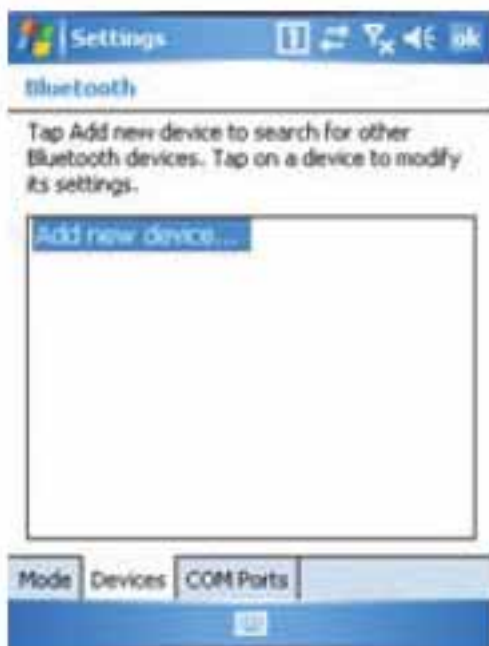 Settings
ok
Bluetooth
Tap Add new device to search for other
Bluetooth devices. Tap on a device to modify
its settings.
Add new device...
Mode Devices COM Ports